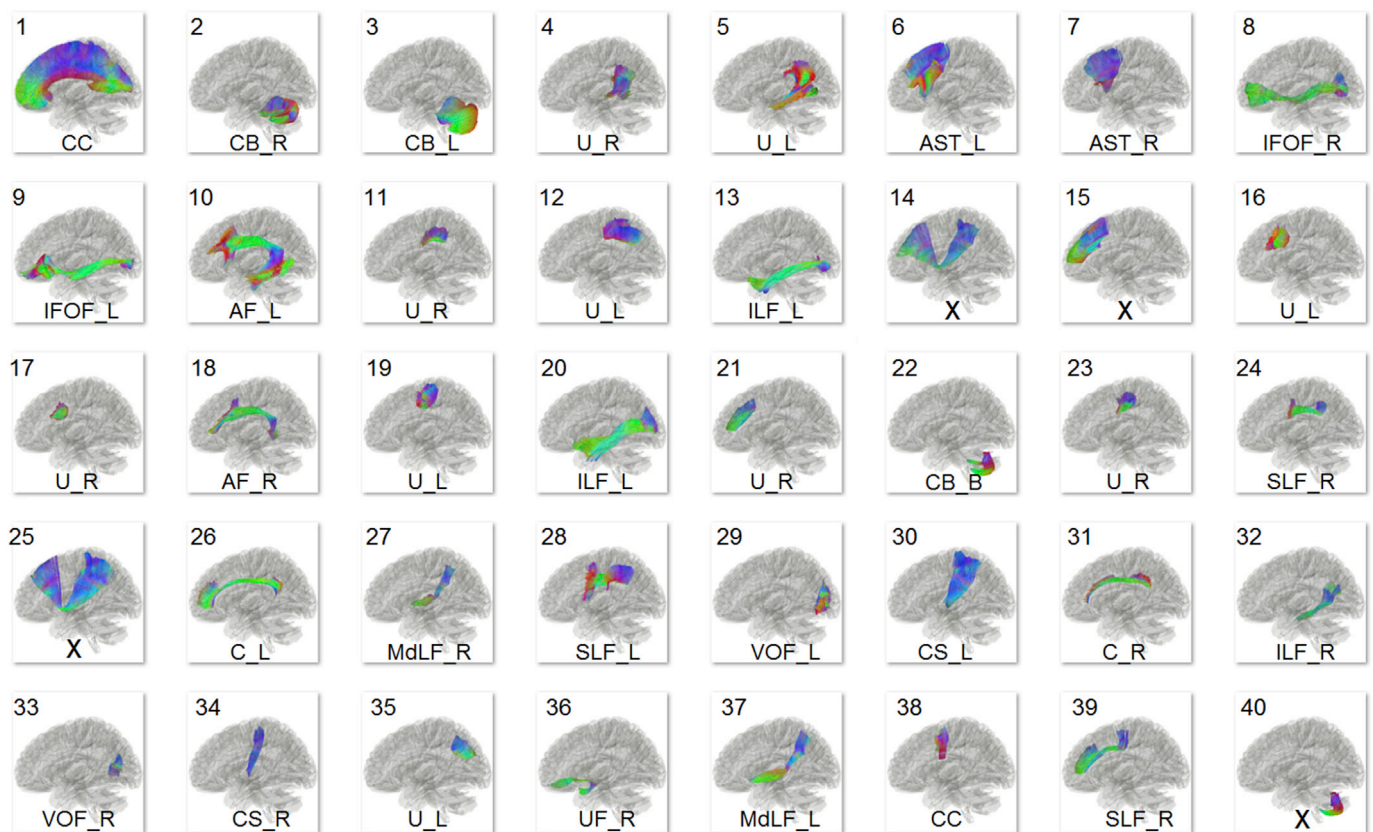 1 2 3 4 5 6 7 8
CC CB_R CB_L U_R U_L AST_L AST_R IFOF_R
9 10 11 12 13 14 15 16
IFOF_L AF_L U_R U_L ILF_L X X U_L
17 18 19 20 21 22 23 24
U_R AF_R U_L ILF_L U_R CB_B U_R SLF_R
25 26 27 28 29 30 31 32
X C_L MdLF_R SLF_L VOF_L CS_L C_R ILF_R
33 34 35 36 37 38 39 40
VOF_R CS_R U_L UF_R MdLF_L CC SLF_R X